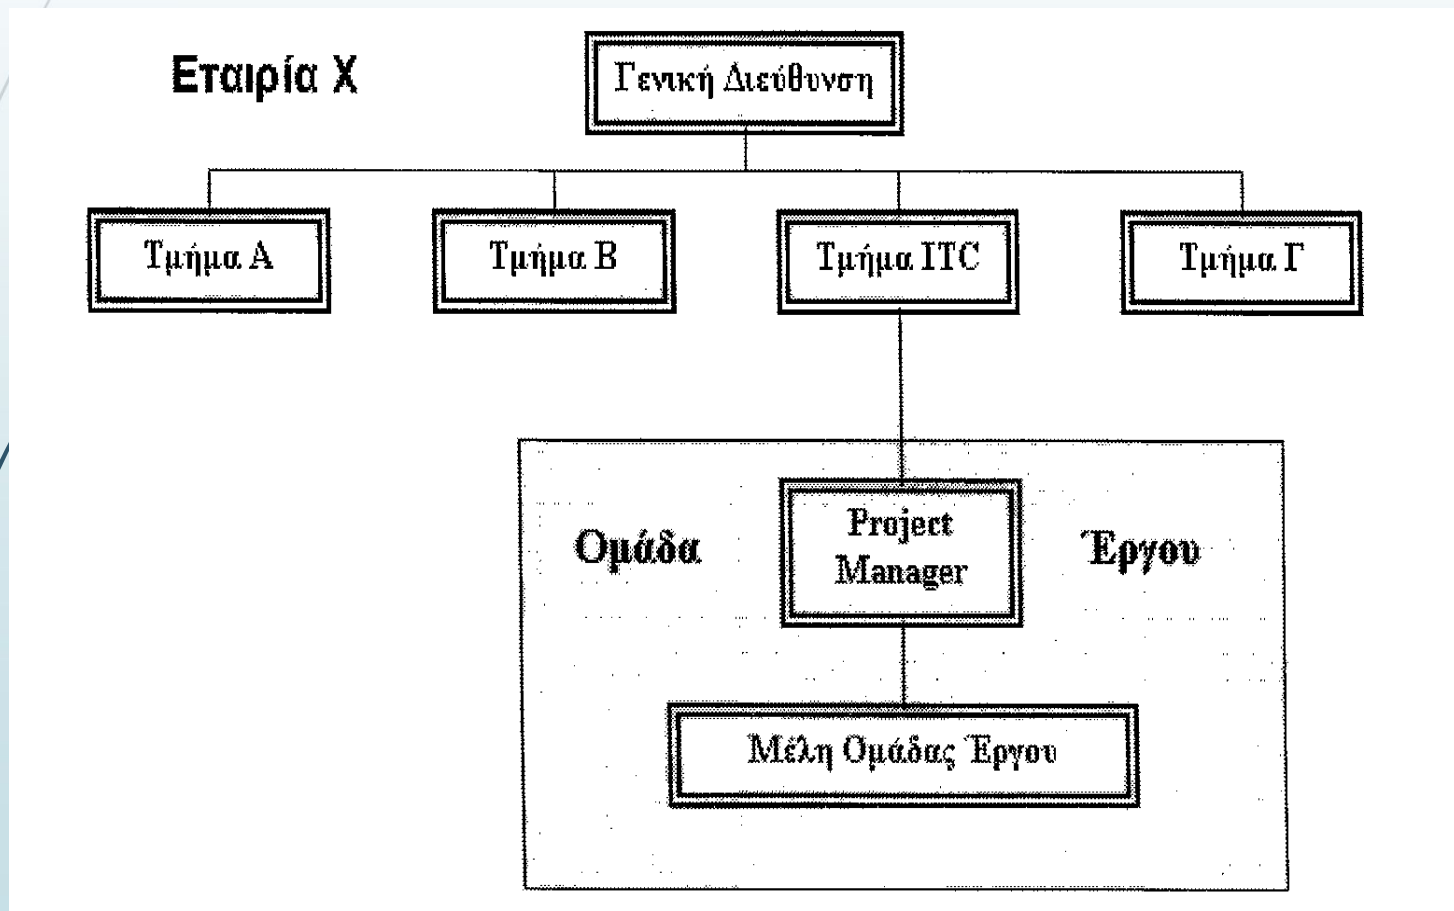 Εταιρία Χ
Γενική Διεύθυνση
Τμήμα Α
Τμήμα Β
Τμήμα ITC
Τμήμα Γ
Ομάδα
Έργου
Project
Manager
Μέλη Ομάδας Έργου